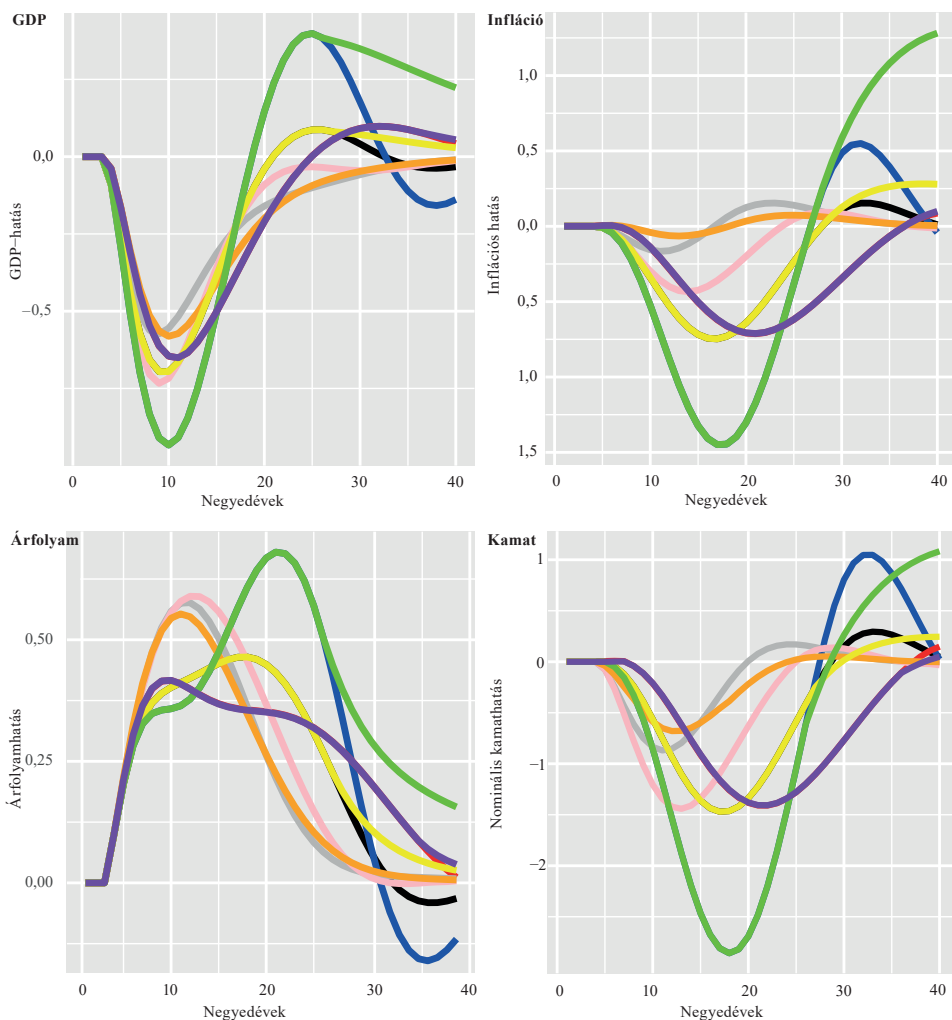 GDP
GDP–hatás
0,0
–0,5
0 10 20 30 40
Negyedévek
Infláció
Inflációs hatás
1,0
0,5
0,0
0,5
1,0
1,5
0 10 20 30 40
Negyedévek
Árfolyam
Árfolyamhatás
0,50
0,25
0,00
0 10 20 30 40
Negyedévek
Kamat
Nominális kamathatás
1
0
−1
−2
0 10 20 30 40
Negyedévek